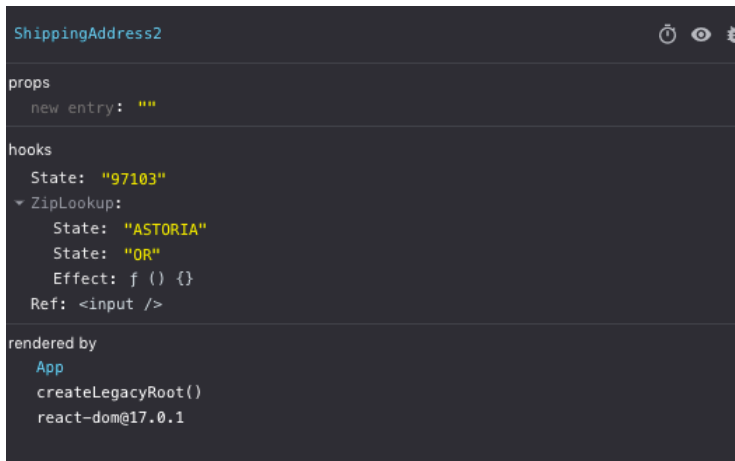 ShippingAddress2
props
new entry: ""
hooks
State: "97103"
ZipLookup:
State: "ASTORIA"
State: "OR"
Effect: ƒ () {}
Ref: <input />
rendered by
App
createLegacyRoot()
react-dom@17.0.1